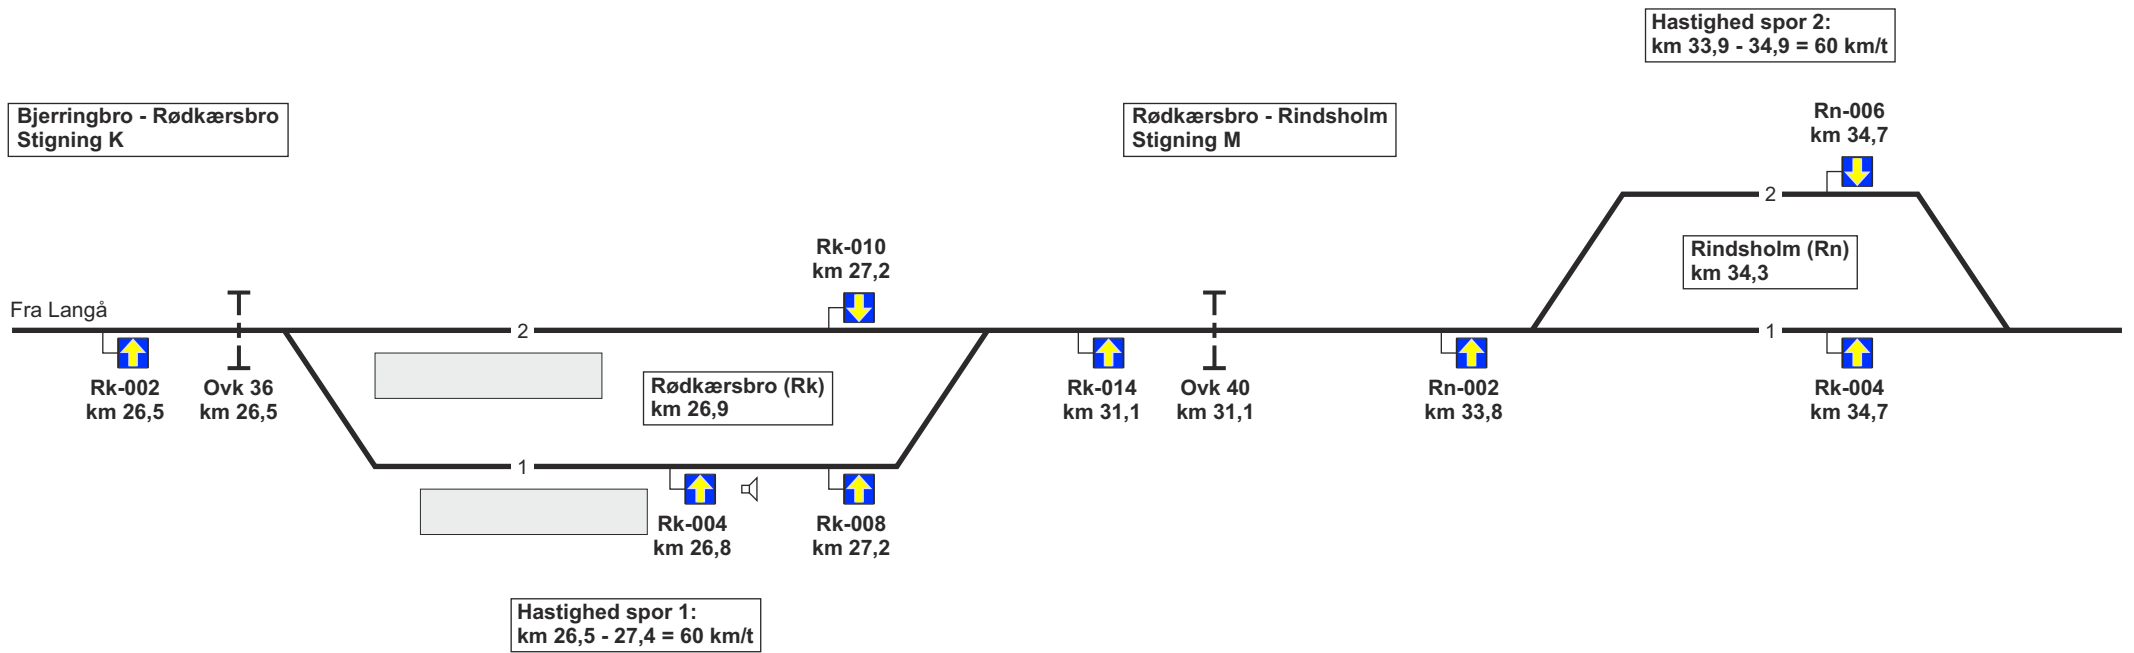 Hastighed spor 2:
km 33,9 - 34,9 = 60 km/t
Bjerringbro - Rødkærsbro
Stigning K
Rødkærsbro - Rindsholm
Stigning M
Rn-006
km 34,7
2
Rindsholm (Rn)
km 34,3
Rk-010
km 27,2
Fra Langå
2
1
Rk-002
km 26,5
Ovk 36
km 26,5
Rødkærsbro (Rk)
km 26,9
Rk-014
km 31,1
Ovk 40
km 31,1
Rn-002
km 33,8
Rk-004
km 34,7
1
Rk-004
km 26,8
Rk-008
km 27,2
Hastighed spor 1:
km 26,5 - 27,4 = 60 km/t